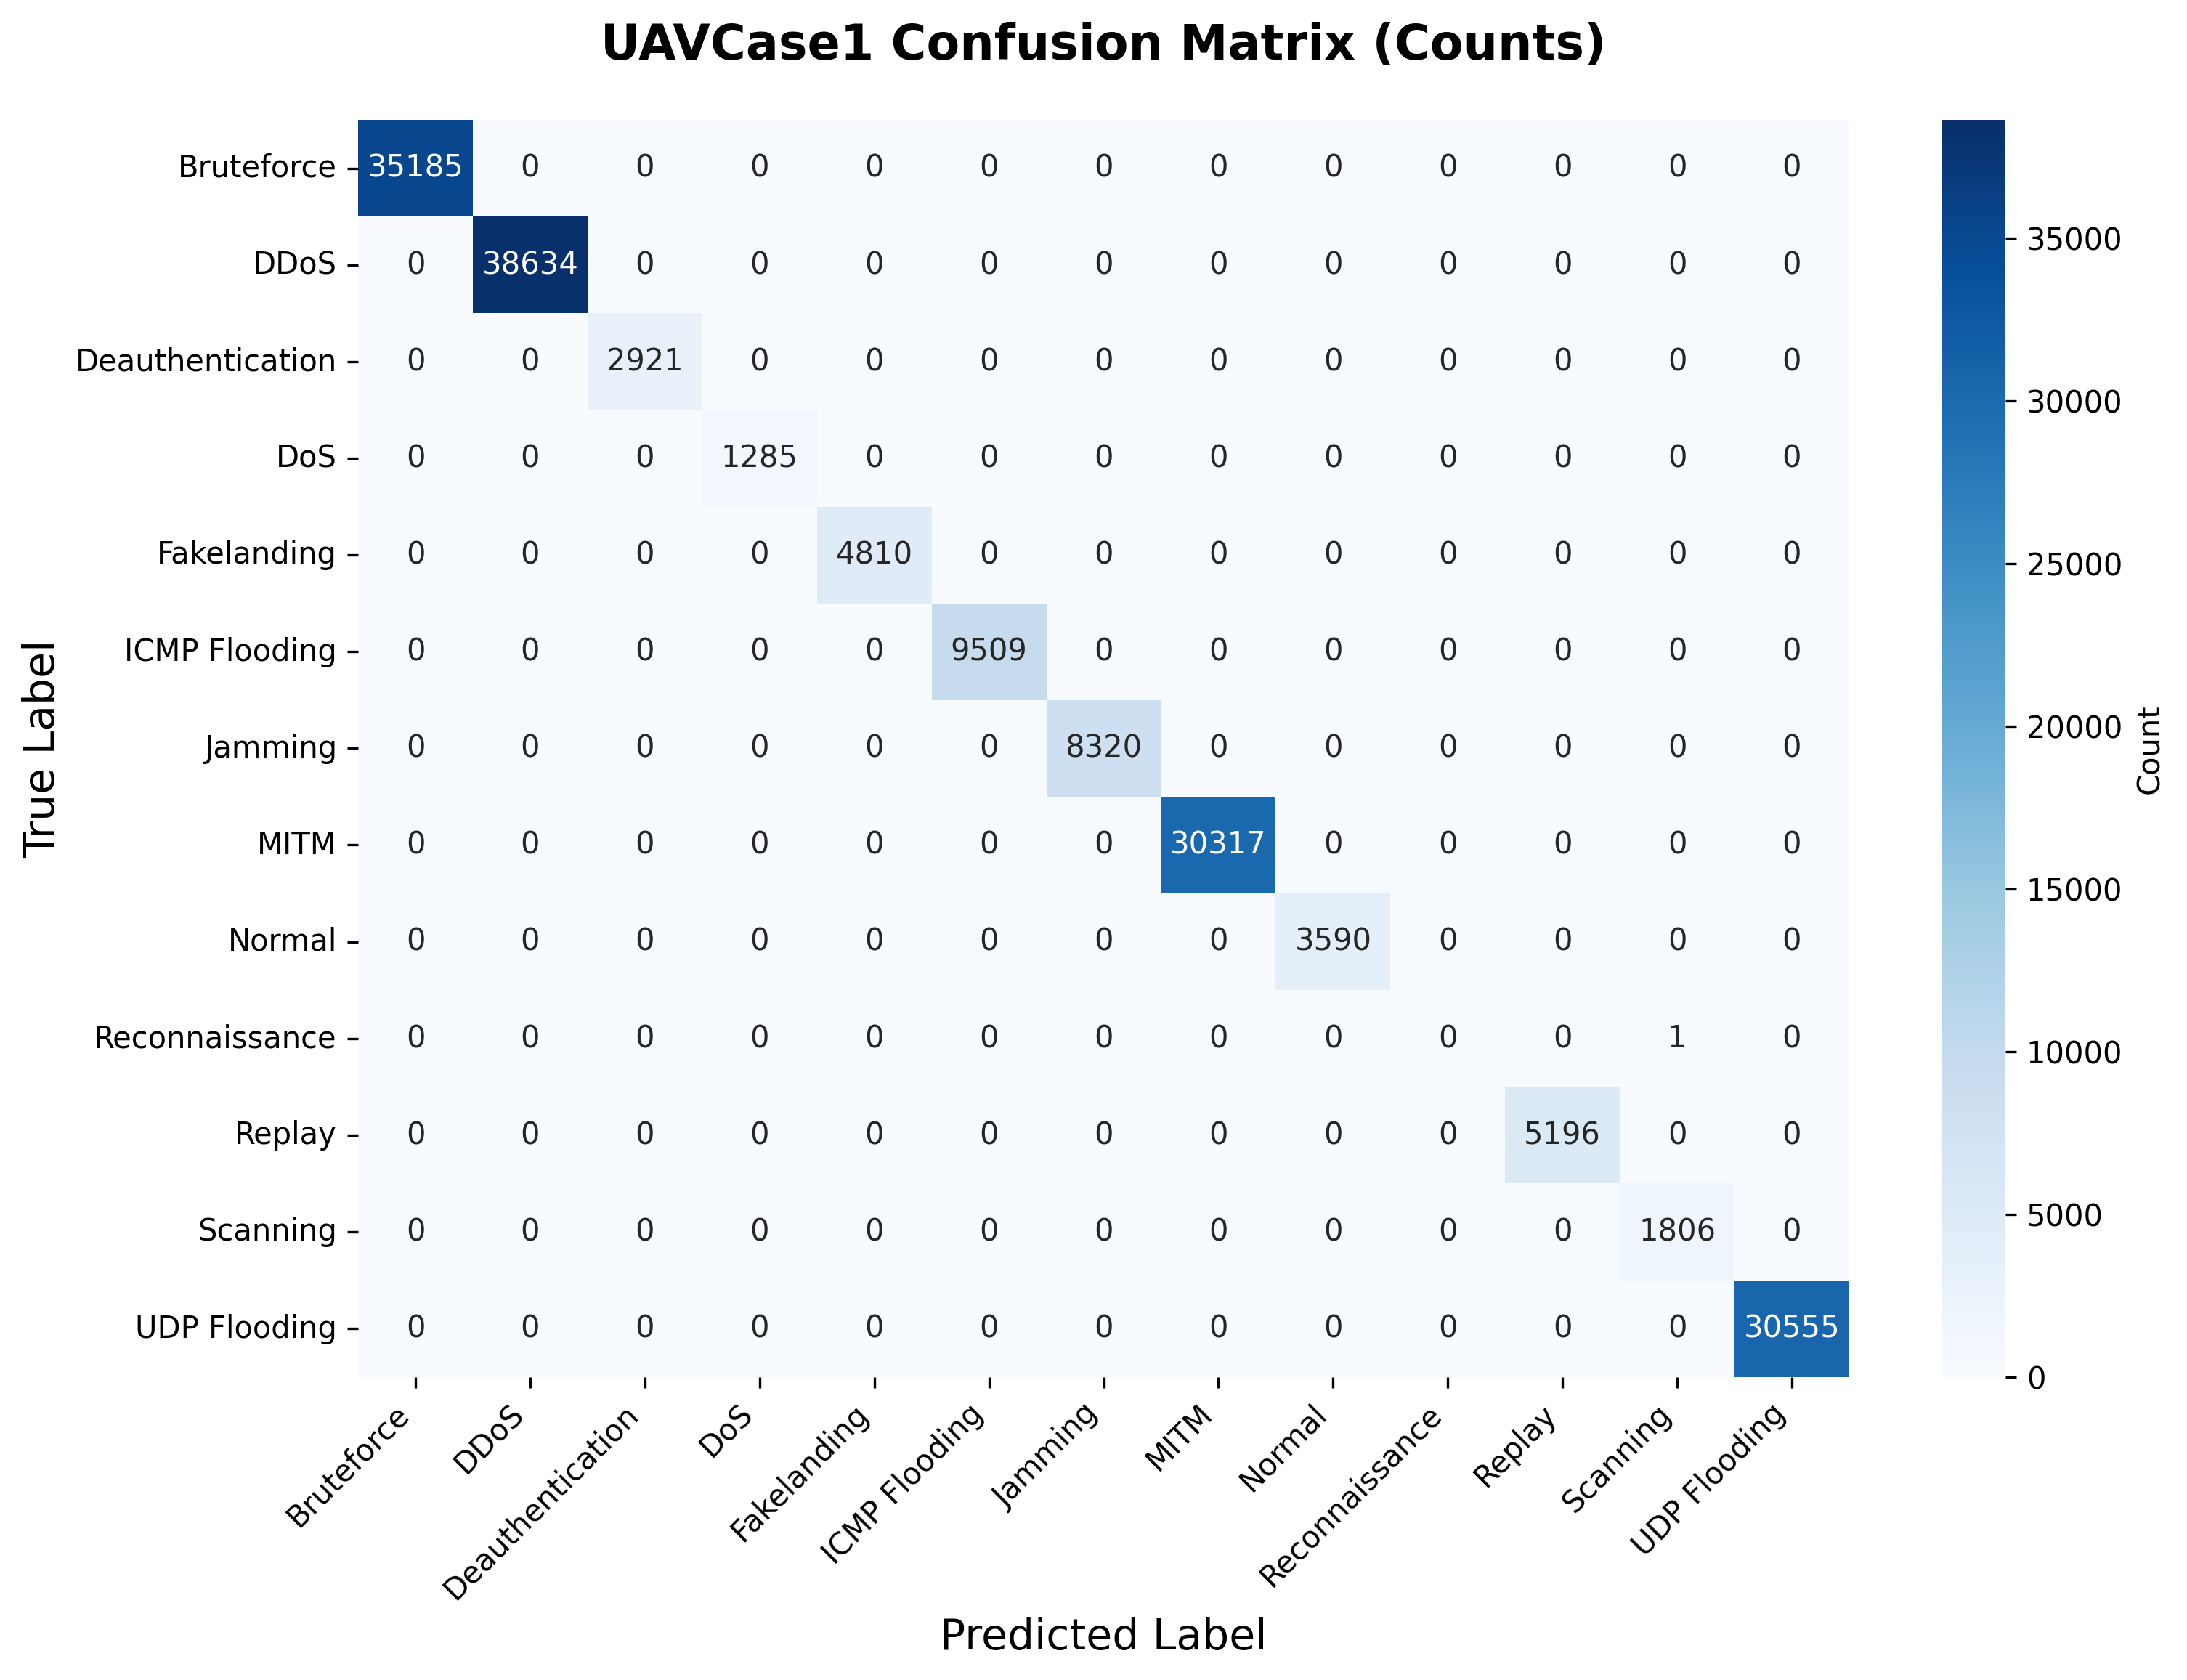 UAVCase1 Confusion Matrix (Counts)
True Label
Bruteforce 35185 0 0 0 0 0 0 0 0 0 0 0 0
DDoS 0 38634 0 0 0 0 0 0 0 0 0 0 0
Deauthentication 0 0 2921 0 0 0 0 0 0 0 0 0 0
DoS 0 0 0 1285 0 0 0 0 0 0 0 0 0
Fakelanding 0 0 0 0 4810 0 0 0 0 0 0 0 0
ICMP Flooding 0 0 0 0 0 9509 0 0 0 0 0 0 0
Jamming 0 0 0 0 0 0 8320 0 0 0 0 0 0
MITM 0 0 0 0 0 0 0 30317 0 0 0 0 0
Normal 0 0 0 0 0 0 0 0 3590 0 0 0 0
Reconnaissance 0 0 0 0 0 0 0 0 0 0 0 1 0
Replay 0 0 0 0 0 0 0 0 0 0 5196 0 0
Scanning 0 0 0 0 0 0 0 0 0 0 0 1806 0
UDP Flooding 0 0 0 0 0 0 0 0 0 0 0 0 30555
Bruteforce DDoS Deauthentication DoS Fakelanding ICMP Flooding Jamming MITM Normal Reconnaissance Replay Scanning UDP Flooding
Predicted Label
35000
30000
25000
20000
15000
10000
5000
0
Count